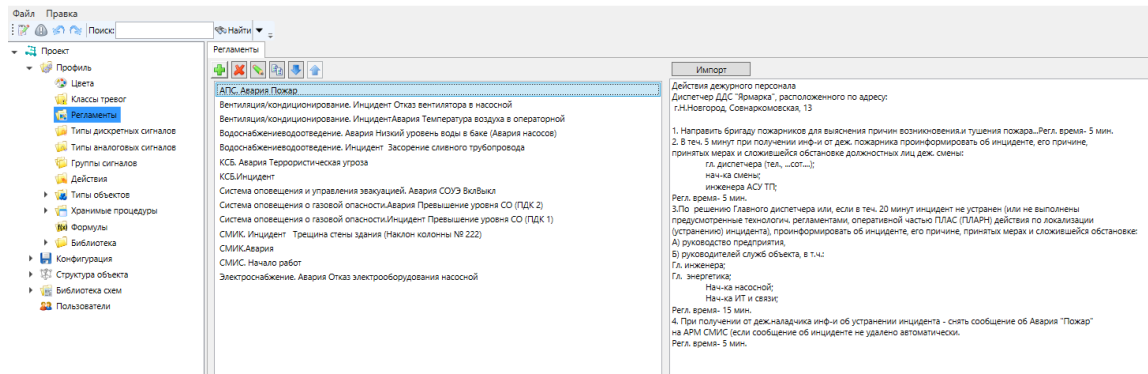 Файл Правка
Поиск: Найти
Проект
Профиль
Цвета
Классы тревог
Регламенты
Типы дискретных сигналов
Типы аналоговых сигналов
Группы сигналов
Действия
Типы объектов
Хранимые процедуры
f(x) Формулы
Библиотека
Конфигурация
Структура объекта
Библиотека схем
Пользователи
Регламенты
АПС. Авария Пожар
Вентиляция/кондиционирование. Инцидент Отказ вентилятора в насосной
Вентиляция/кондиционирование. ИнцидентАвария Температура воздуха в операторной
Водоснабжениеводоотведение. Авария Низкий уровень воды в баке (Авария насосов)
Водоснабжениеводоотведение. Инцидент Засорение сливного трубопровода
КСБ. Авария Террористическая угроза
КСБ.Инцидент
Система оповещения и управления эвакуацией. Авария СОУЭ ВклВыкл
Система оповещения о газовой опасности.Авария Превышение уровня СО (ПДК 2)
Система оповещения о газовой опасности.Инцидент Превышение уровня СО (ПДК 1)
СМИК. Инцидент Трещина стены здания (Наклон колонны № 222)
СМИК.Авария
СМИС. Начало работ
Электроснабжение. Авария Отказ электрооборудования насосной
Импорт
Действия дежурного персонала
Диспетчер ДДС "Ярмарка", расположенного по адресу:
г.Н.Новгород, Совнаркомовская, 13
1. Направить бригаду пожарников для выяснения причин возникновения.и тушения пожара...Регл. время- 5 мин.
2. В теч. 5 минут при получении инф-и от деж. пожарника проинформировать об инциденте, его причине,
принятых мерах и сложившейся обстановке должностных лиц деж. смены:
гл. диспетчера (тел., ...сот....);
нач-ка смены;
инженера АСУ ТП;
Регл. время- 5 мин.
3.По решению Главного диспетчера или, если в теч. 20 минут инцидент не устранен (или не выполнены
предусмотренные технологич. регламентами, оперативной частью ПЛАС (ПЛАРН) действия по локализации
(устранению) инцидента), проинформировать об инциденте, его причине, принятых мерах и сложившейся обстановке:
А) руководство предприятия,
Б) руководителей служб объекта, в т.ч.:
Гл. инженера;
Гл. энергетика;
Нач-ка насосной;
Нач-ка ИТ и связи;
Регл. время- 15 мин.
4. При получении от деж.наладчика инф-и об устранении инцидента - снять сообщение об Авария "Пожар"
на АРМ СМИС (если сообщение об инциденте не удалено автоматически.
Регл. время- 5 мин.